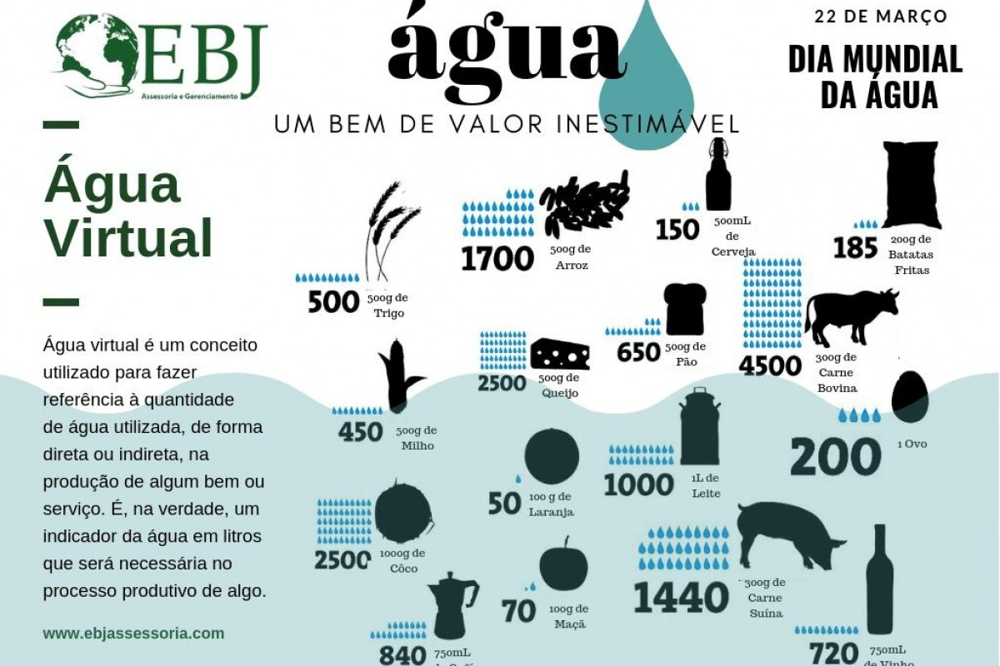 EBJ
Assessoria e Gerenciamento
água
UM BEM DE VALOR INESTIMÁVEL
22 DE MARÇO
DIA MUNDIAL
DA ÁGUA
Água
Virtual
Água virtual é um conceito
utilizado para fazer
referência à quantidade
de água utilizada, de forma
direta ou indireta, na
produção de algum bem ou
serviço. É, na verdade, um
indicador da água em litros
que será necessária no
processo produtivo de algo.
www.ebjassessoria.com
500
500g de
Trigo
1700
500g de
Arroz
150
500mL
de
Cerveja
185
200g de
Batatas
Fritas
450
500g de
Milho
2500
500g de
Queijo
650
500g de
Pão
4500
300g de
Carne
Bovina
200
1 Ovo
50
100 g de
Laranja
1000
1L de
Leite
2500
1000g de
Côco
70
100g de
Maçã
1440
300g de
Carne
Suína
840
750mL
de Café
720
750mL
de Vinho